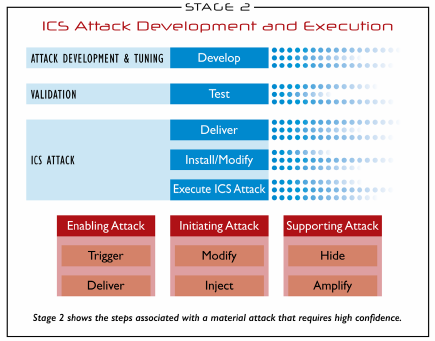 STAGE 2
ICS Attack Development and Execution
ATTACK DEVELOPMENT & TUNING
Develop
VALIDATION
Test
ICS ATTACK
Deliver
Install/Modify
Execute ICS Attack
Enabling Attack
Initiating Attack
Supporting Attack
Trigger
Modify
Hide
Deliver
Inject
Amplify
Stage 2 shows the steps associated with a material attack that requires high confidence.